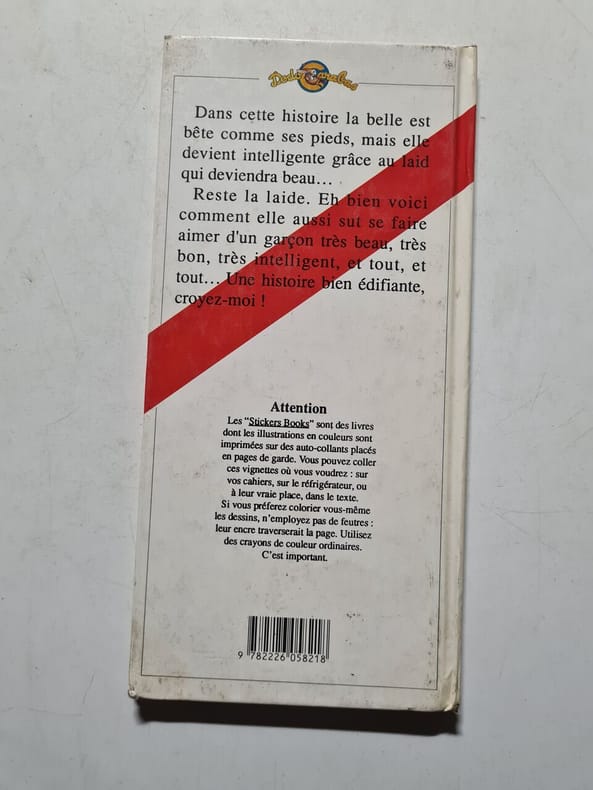 Dodo Carabus
Dans cette histoire la belle est
bête comme ses pieds, mais elle
devient intelligente grâce au laid
qui deviendra beau...
Reste la laide. Eh bien voici
comment elle aussi sut se faire
aimer d'un garçon très beau, très
bon, très intelligent, et tout, et
tout... Une histoire bien édifiante,
croyez-moi !
Attention
Les "Stickers Books" sont des livres
dont les illustrations en couleurs sont
imprimées sur des auto-collants placés
en pages de garde. Vous pouvez coller
ces vignettes où vous voudrez : sur
vos cahiers, sur le réfrigérateur, ou
à leur vraie place, dans le texte.
Si vous préferez colorier vous-même
les dessins, n'employez pas de feutres :
leur encre traverserait la page. Utilisez
des crayons de couleur ordinaires.
C'est important.
9 782226 058218